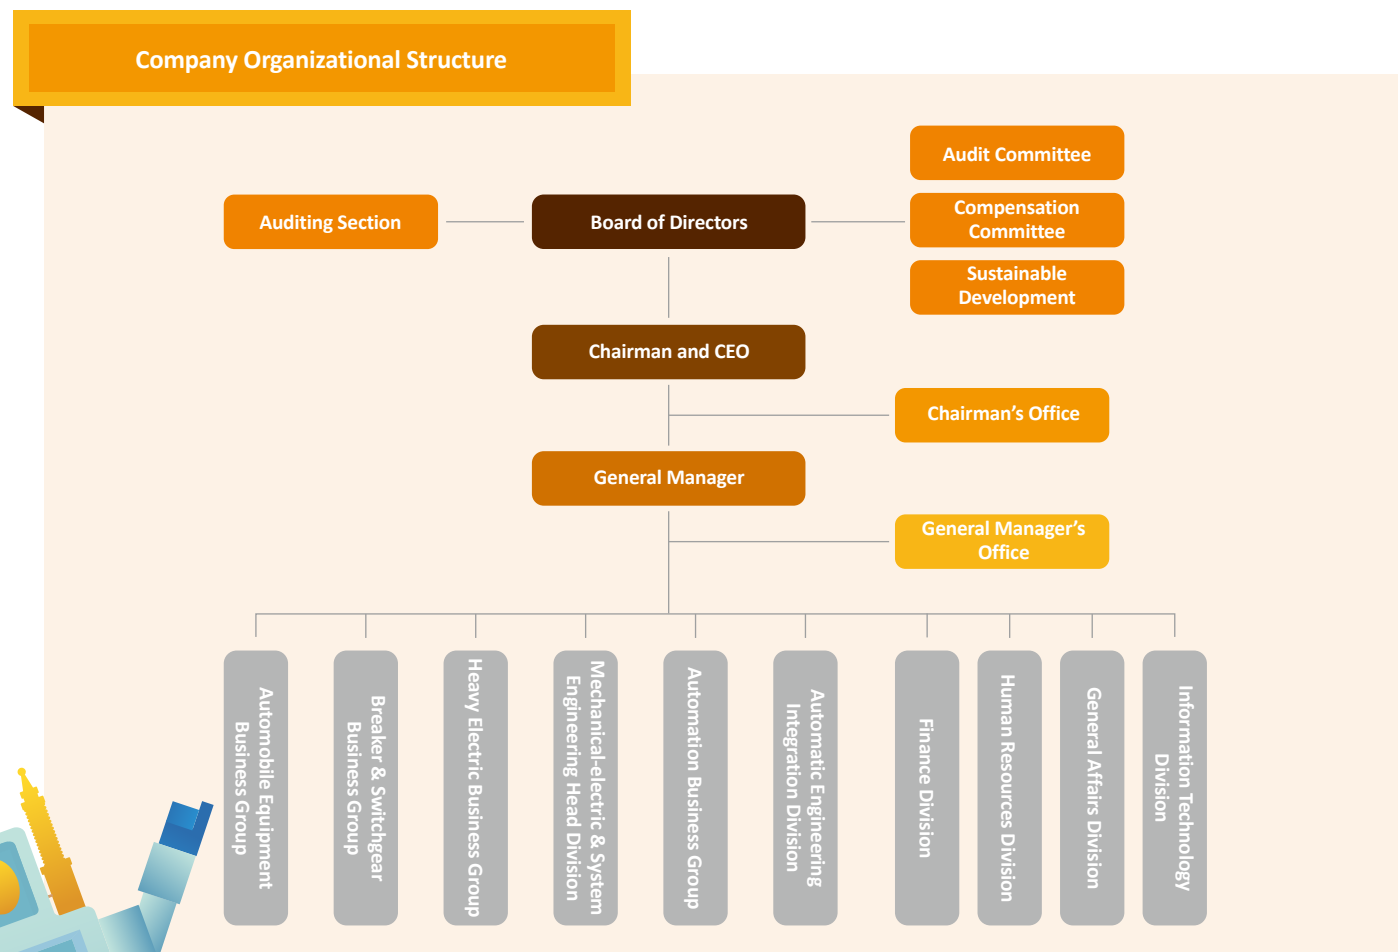 Company Organizational Structure
Audit Committee
Auditing Section
Board of Directors
Compensation
Committee
Sustainable
Development
Chairman and CEO
Chairman’s Office
General Manager
General Manager’s
Office
Automobile Equipment
Business Group
Breaker & Switchgear
Business Group
Heavy Electric Business Group
Mechanical-electric & System
Engineering Head Division
Automation Business Group
Automatic Engineering
Integration Division
Finance Division
Human Resources Division
General Affairs Division
Information Technology
Division